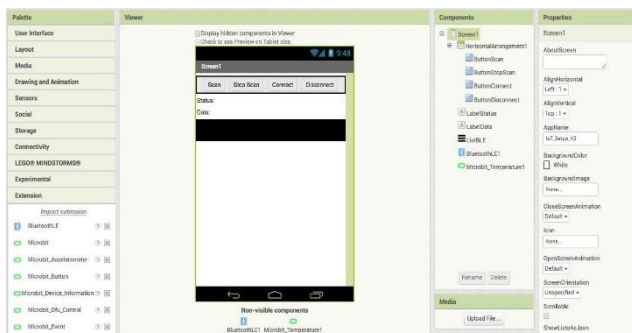 Palette
User Interface
Layout
Media
Drawing and Animation
Sensors
Social
Storage
Connectivity
LEGO® MINDSTORMS®
Experimental
Extension
Import extension
BluetoothLE
Microbit
Microbit_Accelerometer
Microbit_Button
Microbit_Device_Information
Microbit_Dfu_Control
Microbit_Event
Viewer
Display hidden components in Viewer
Check to see Preview on Tablet size.
9:48
Screen1
Scan Stop Scan Connect Disconnect
Status:
Data:
Non-visible components
BluetoothLE1 Microbit_Temperature1
Components
Screen1
HorizontalArrangement1
ButtonScan
ButtonStopScan
ButtonConnect
ButtonDisconnect
LabelStatus
LabelData
ListBLE
BluetoothLE1
Microbit_Temperature1
Rename Delete
Media
Upload File ...
Properties
Screen1
AboutScreen
AlignHorizontal
Left : 1
AlignVertical
Top : 1
AppName
IoT_Setup_V2
BackgroundColor
White
BackgroundImage
None...
CloseScreenAnimation
Default
Icon
None...
OpenScreenAnimation
Default
ScreenOrientation
Unspecified
Scrollable
ShowListsAsJson